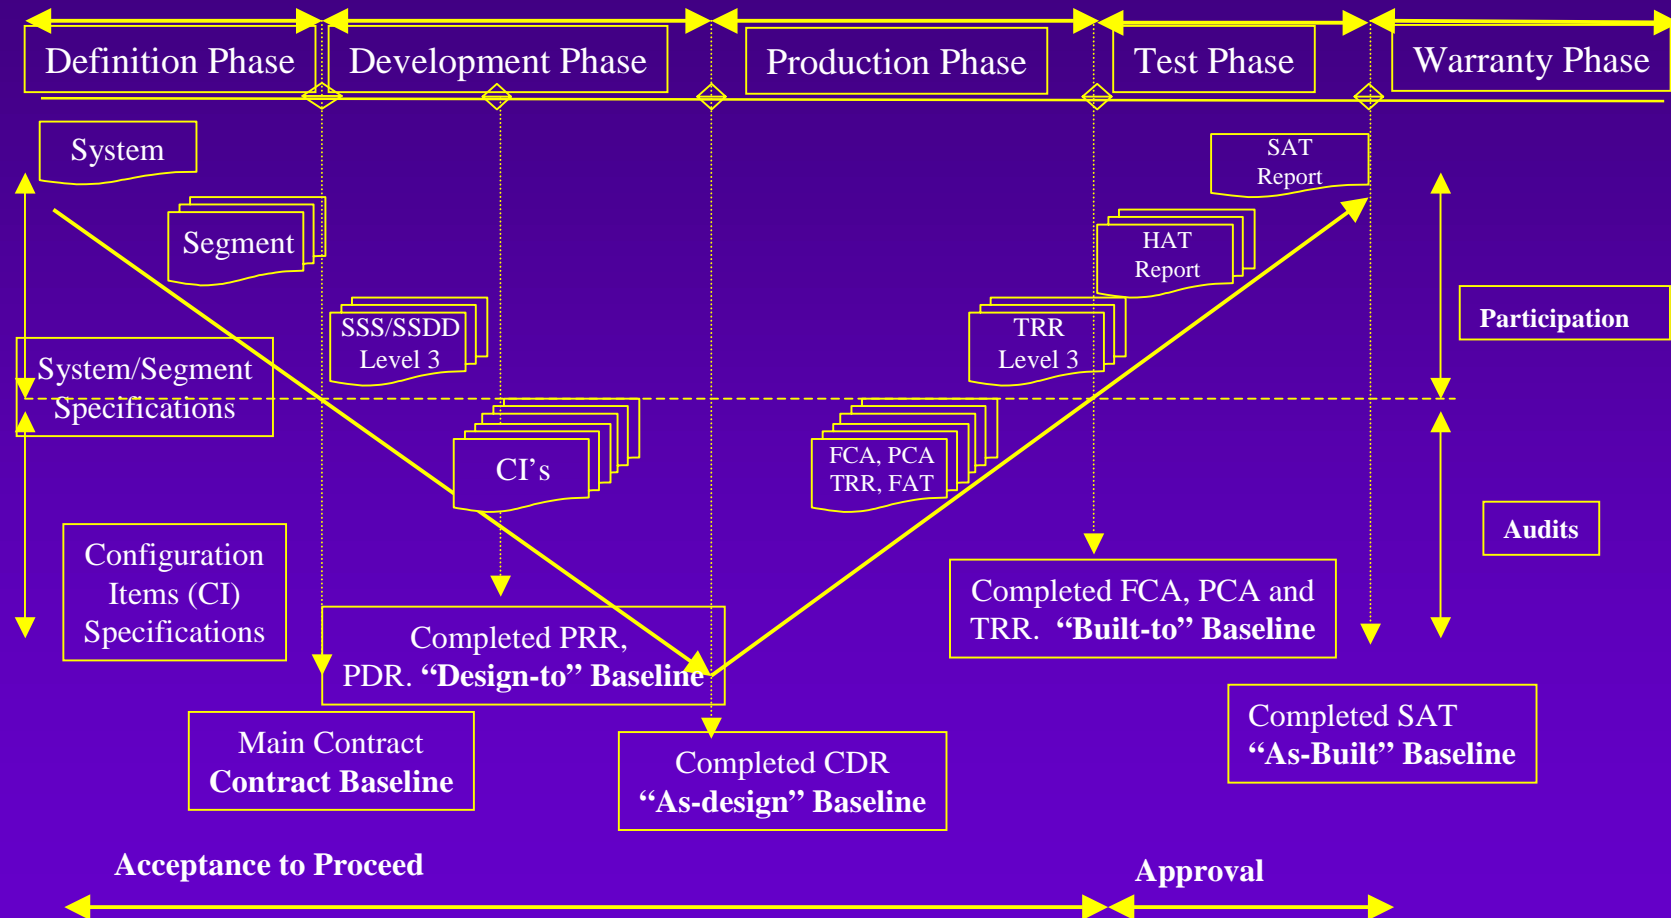 Definition Phase
Development Phase
Production Phase
Test Phase
Warranty Phase
System
SAT
Report
Segment
HAT
Report
SSS/SSDD
Level 3
TRR
Level 3
Participation
System/Segment
Specifications
CI’s
FCA, PCA
TRR, FAT
Audits
Configuration
Items (CI)
Specifications
Completed PRR,
PDR. “Design-to” Baseline
Completed FCA, PCA and
TRR. “Built-to” Baseline
Main Contract
Contract Baseline
Completed CDR
“As-design” Baseline
Completed SAT
“As-Built” Baseline
Acceptance to Proceed
Approval